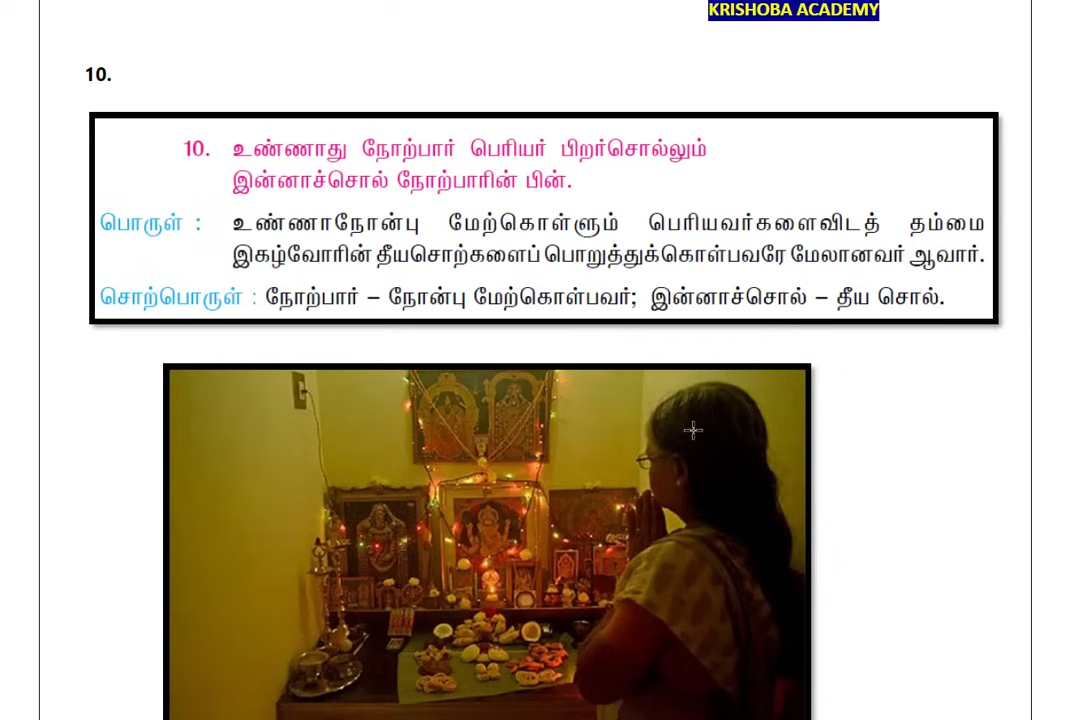 KRISHOBA ACADEMY
10.
10. உண்ணாது நோற்பார் பெரியர் பிறர்சொல்லும்
இன்னாச்சொல் நோற்பாரின் பின்.
பொருள் : உண்ணாநோன்பு மேற்கொள்ளும் பெரியவர்களைவிடத் தம்மை
இகழ்வோரின் தீயசொற்களைப் பொறுத்துக்கொள்பவரே மேலானவர் ஆவார்.
சொற்பொருள் : நோற்பார் – நோன்பு மேற்கொள்பவர்; இன்னாச்சொல் – தீய சொல்.